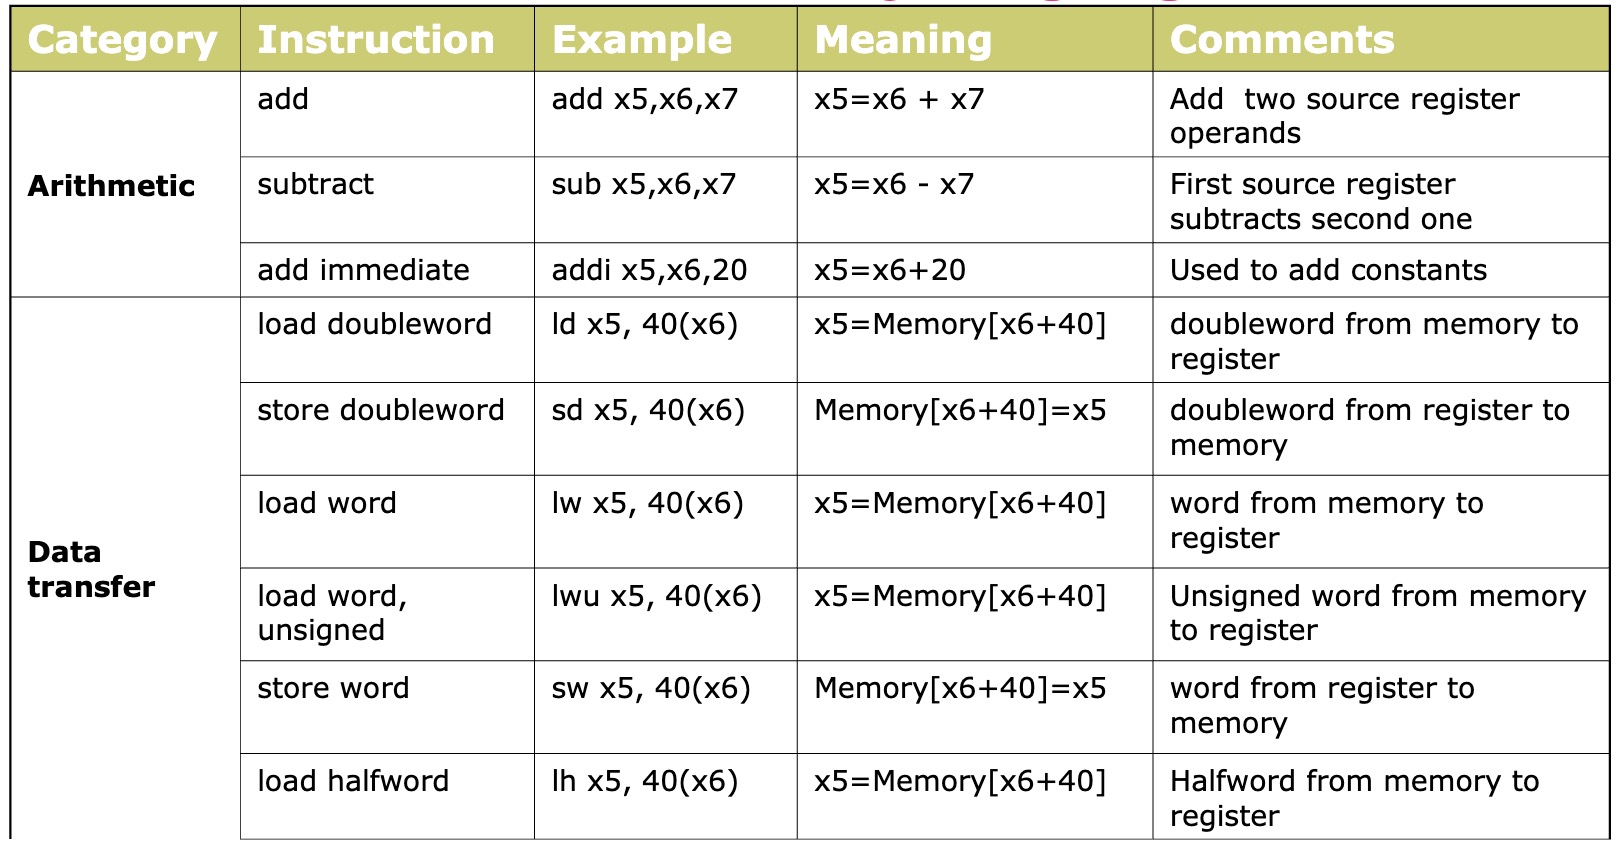 Category Instruction Example Meaning Comments
Arithmetic
add add x5,x6,x7 x5=x6 + x7 Add  two source register
operands
subtract sub x5,x6,x7 x5=x6 - x7 First source register
subtracts second one
add immediate addi x5,x6,20 x5=x6+20 Used to add constants
Data
transfer
load doubleword ld x5, 40(x6) x5=Memory[x6+40] doubleword from memory to
register
store doubleword sd x5, 40(x6) Memory[x6+40]=x5 doubleword from register to
memory
load word lw x5, 40(x6) x5=Memory[x6+40] word from memory to
register
load word,
unsigned lwu x5, 40(x6) x5=Memory[x6+40] Unsigned word from memory
to register
store word sw x5, 40(x6) Memory[x6+40]=x5 word from register to
memory
load halfword lh x5, 40(x6) x5=Memory[x6+40] Halfword from memory to
register